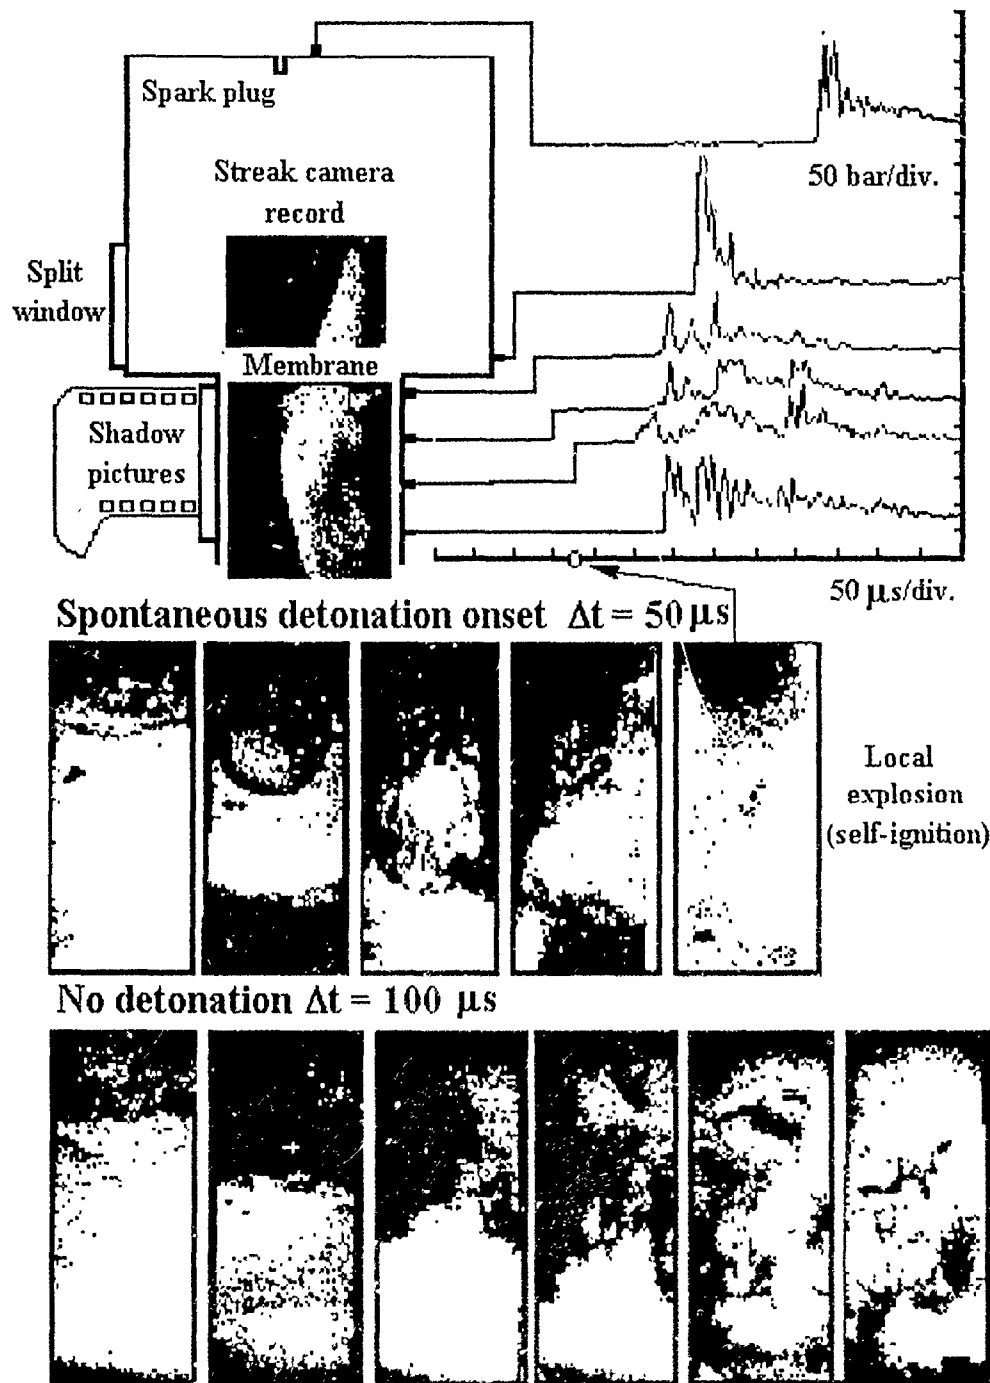 Spark plug
Streak camera
record
50 bar/div.
Split
window
Membrane
Shadow
pictures
50 μs/div.
Spontaneous detonation onset Δt = 50 μs
Local
explosion
(self-ignition)
No detonation Δt = 100 μs